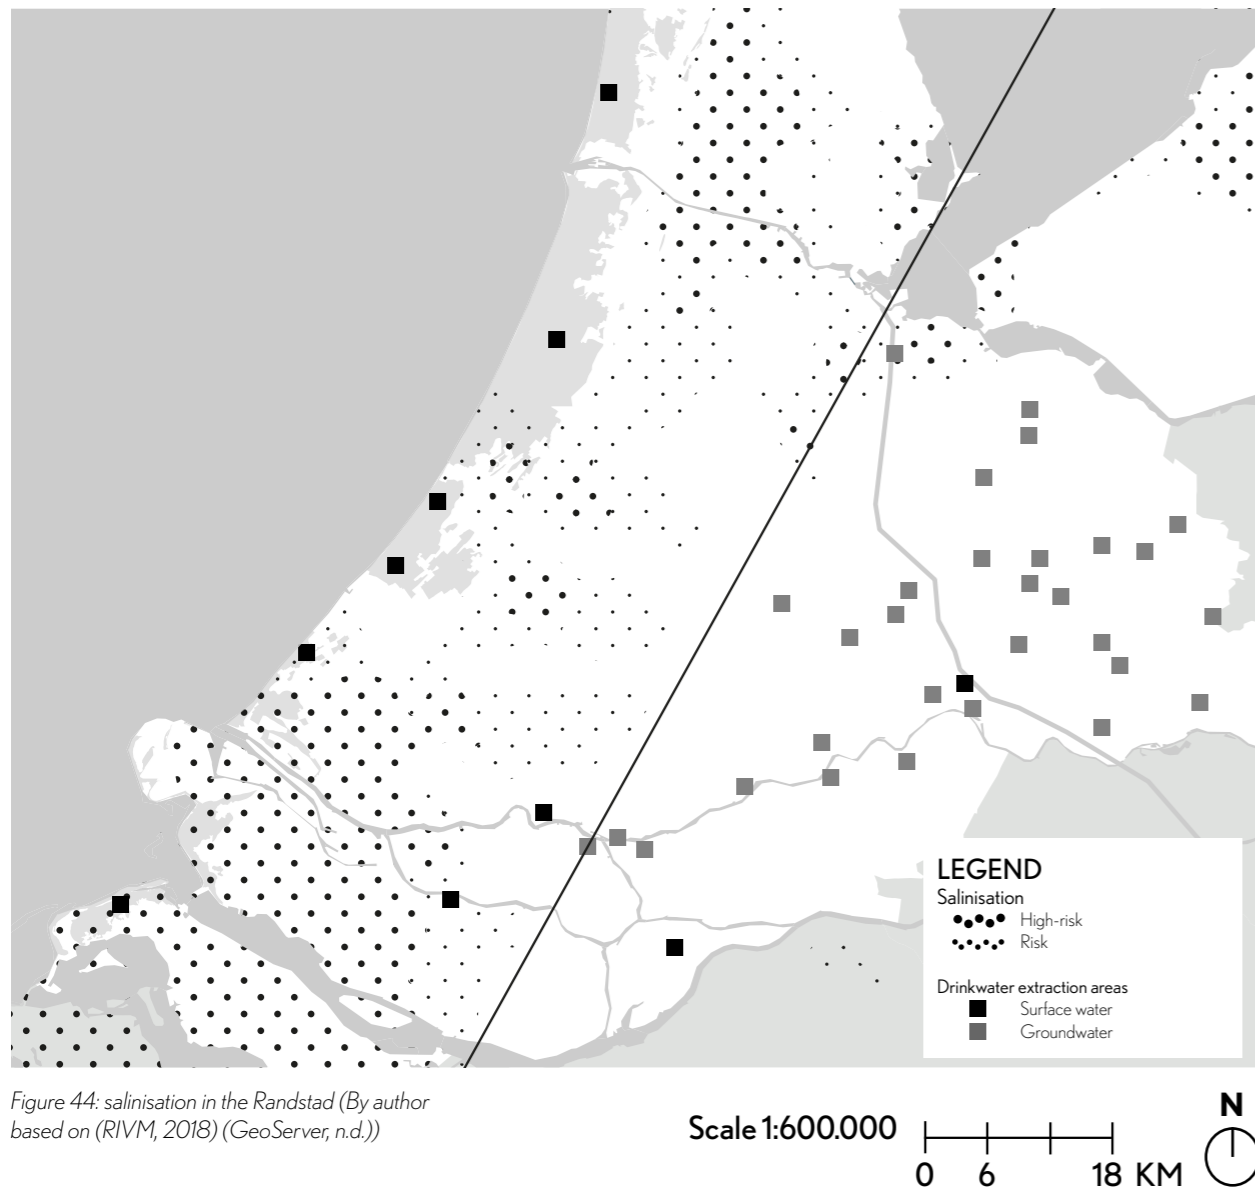 LEGEND
Salinisation
High-risk
Risk
Drinkwater extraction areas
Surface water
Groundwater
Figure 44: salinisation in the Randstad (By author
based on (RIVM, 2018) (GeoServer, n.d.))
Scale 1:600.000
0 6 18 KM
N